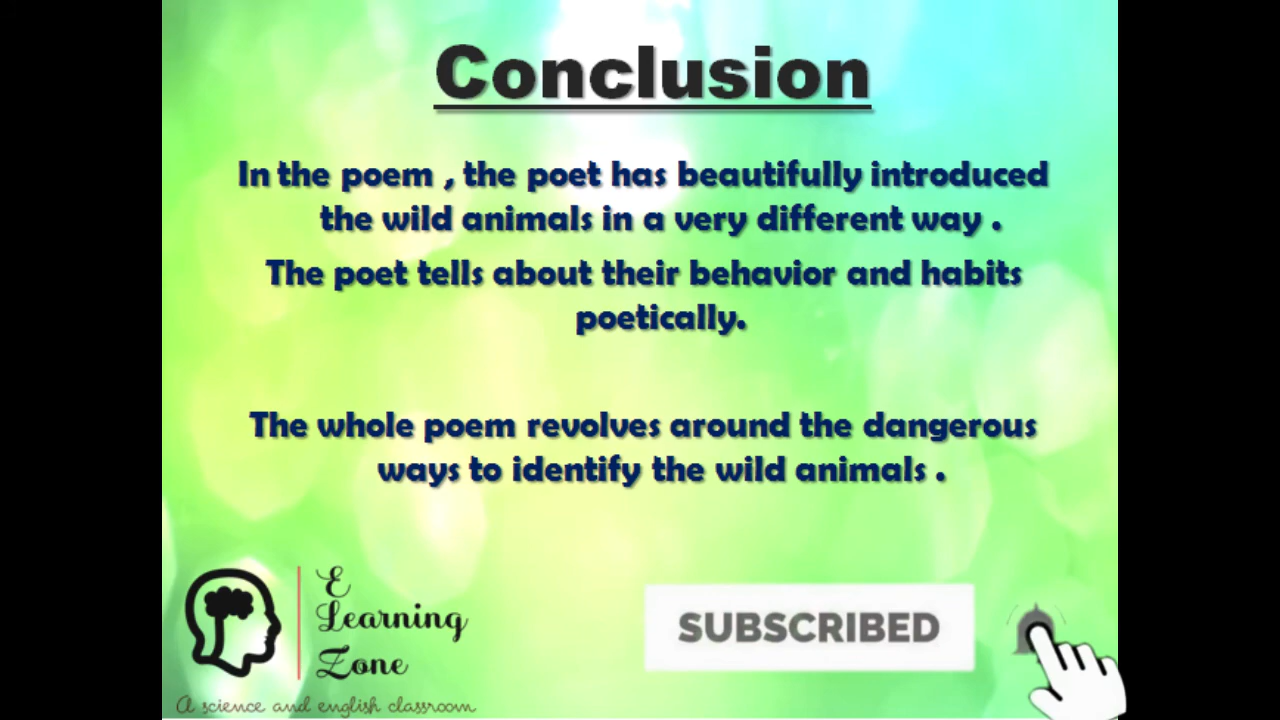 Conclusion
In the poem , the poet has beautifully introduced
the wild animals in a very different way .
The poet tells about their behavior and habits
poetically.
The whole poem revolves around the dangerous
ways to identify the wild animals .
E
Learning
Zone
A science and english classroom
SUBSCRIBED